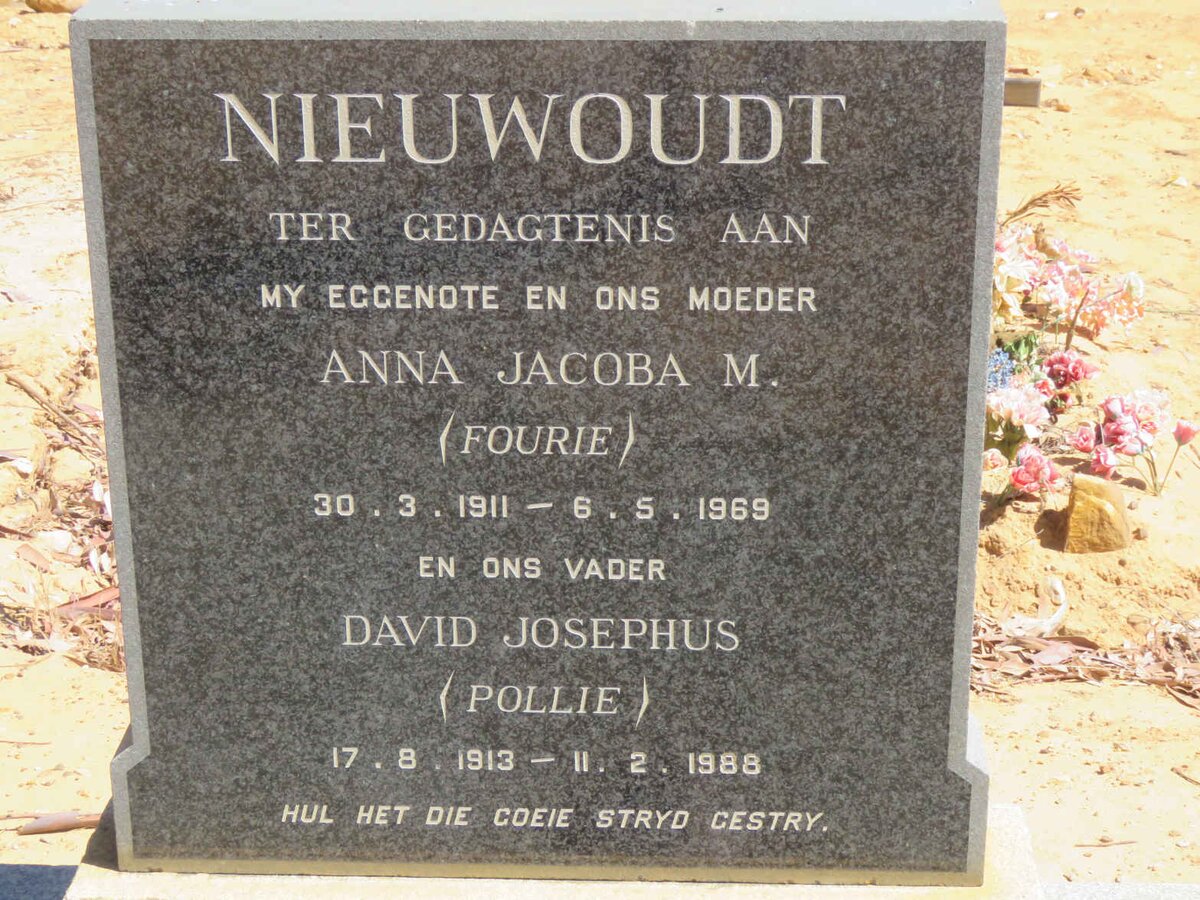 NIEUWOUDT
TER GEDAGTENIS AAN
MY EGGENOTE EN ONS MOEDER
ANNA JACOBA M.
(FOURIE)
30 . 3 . 1911 – 6 . 5 . 1969
EN ONS VADER
DAVID JOSEPHUS
(POLLIE)
17 . 8 . 1913 – 11 . 2 . 1988
HUL HET DIE GOEIE STRYD GESTRY.